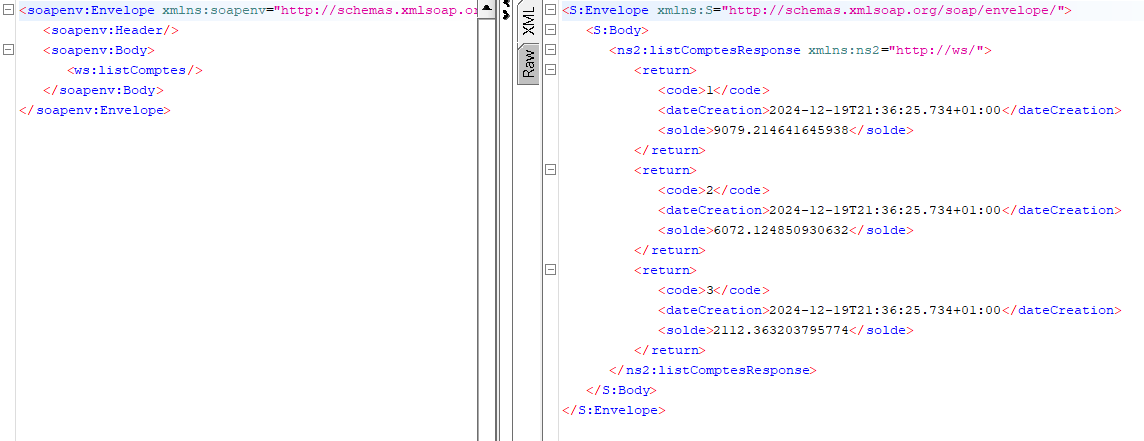 <soapenv:Envelope xmlns:soapenv="http://schemas.xmlsoap.or
<soapenv:Header/>
<soapenv:Body>
<ws:listComptes/>
</soapenv:Body>
</soapenv:Envelope>
XML
Raw
<S:Envelope xmlns:S="http://schemas.xmlsoap.org/soap/envelope/">
<S:Body>
<ns2:listComptesResponse xmlns:ns2="http://ws/">
<return>
<code>1</code>
<dateCreation>2024-12-19T21:36:25.734+01:00</dateCreation>
<solde>9079.214641645938</solde>
</return>
<return>
<code>2</code>
<dateCreation>2024-12-19T21:36:25.734+01:00</dateCreation>
<solde>6072.124850930632</solde>
</return>
<return>
<code>3</code>
<dateCreation>2024-12-19T21:36:25.734+01:00</dateCreation>
<solde>2112.363203795774</solde>
</return>
</ns2:listComptesResponse>
</S:Body>
</S:Envelope>